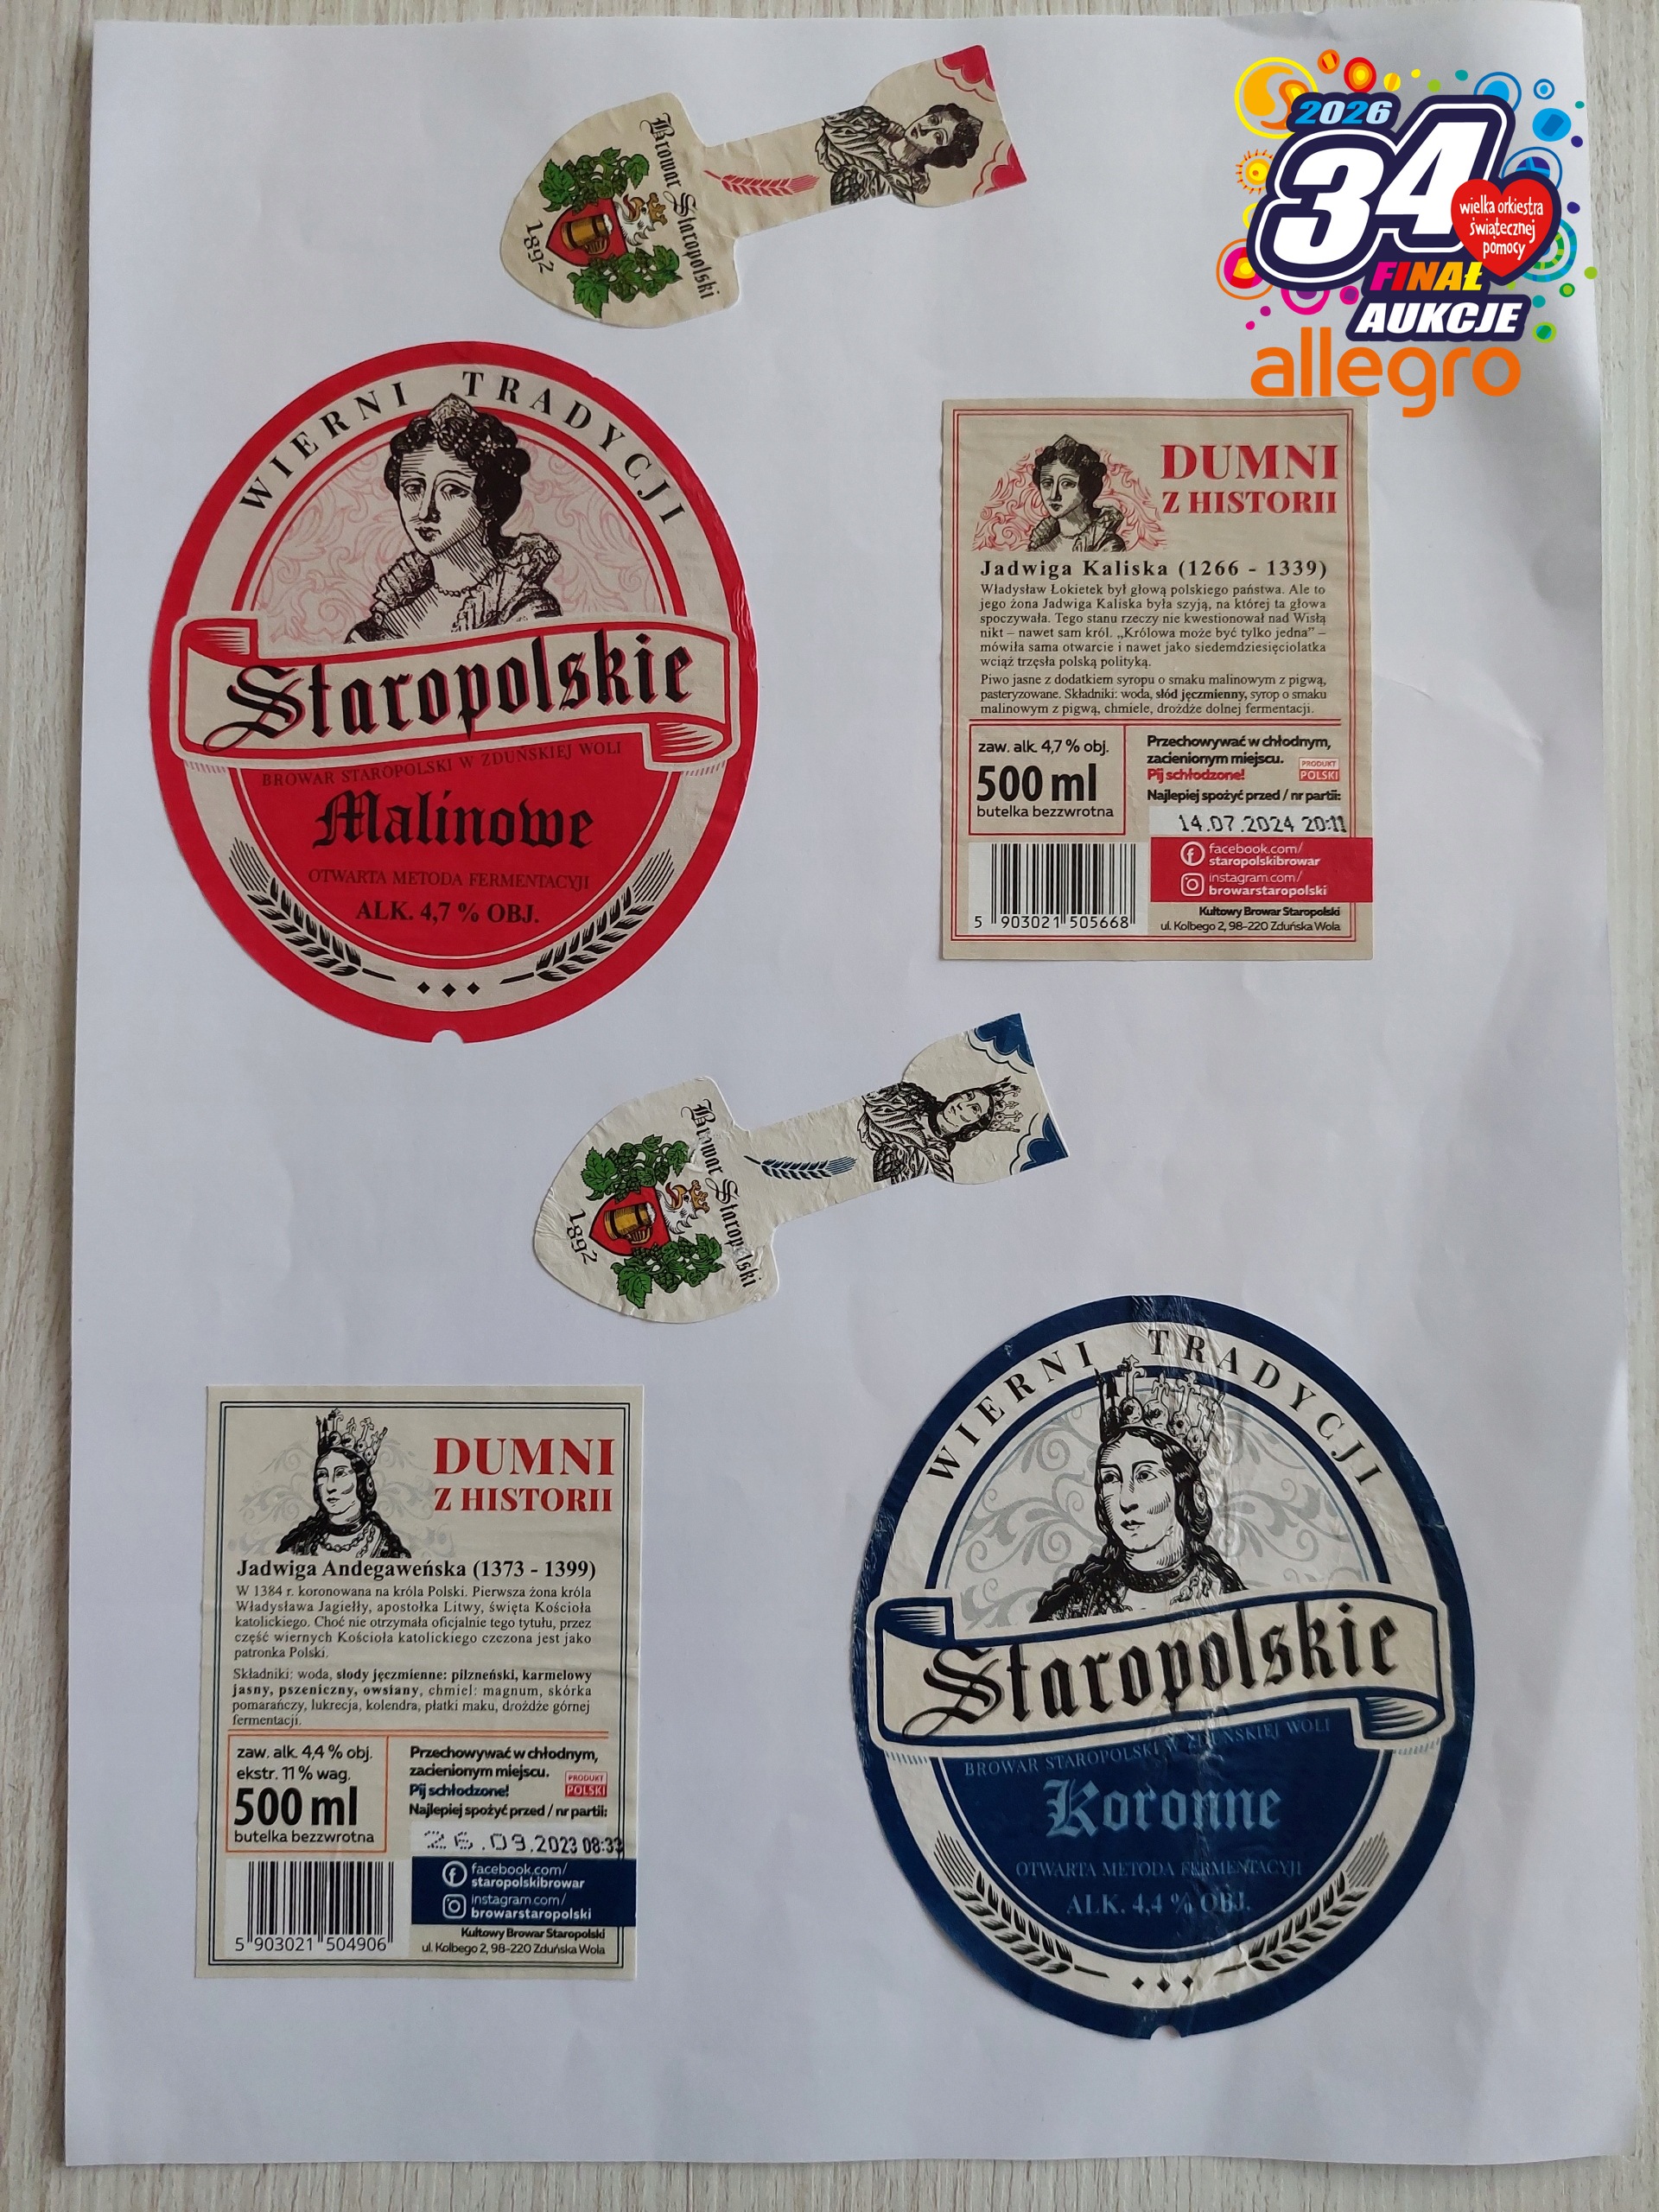 Browar Staropolski
1892
2026
34
wielka orkiestra
świątecznej
pomocy
FINAŁ
AUKCJE
allegro
WIERNI TRADYCJI
Staropolskie
BROWAR STAROPOLSKI W ZDUŃSKIEJ WOLI
Malinowe
OTWARTA METODA FERMENTACYJI
ALK. 4,7 % OBJ.
DUMNI
Z HISTORII
Jadwiga Kaliska (1266 - 1339)
Władysław Łokietek był głową polskiego państwa. Ale to
jego żona Jadwiga Kaliska była szyją, na której ta głowa
spoczywała. Tego stanu rzeczy nie kwestionował nad Wisłą
nikt – nawet sam król. „Królowa może być tylko jedna” –
mówiła sama otwarcie i nawet jako siedemdziesięciolatka
wciąż trzęsła polską polityką.
Piwo jasne z dodatkiem syropu o smaku malinowym z pigwą,
pasteryzowane. Składniki: woda, słód jęczmienny, syrop o smaku
malinowym z pigwą, chmiele, drożdże dolnej fermentacji.
zaw. alk. 4,7 % obj.
500 ml
butelka bezzwrotna
Przechowywać w chłodnym,
zacienionym miejscu.
Pij schłodzone!
PRODUKT
POLSKI
Najlepiej spożyć przed / nr partii:
14.07.2024 20:11
facebook.com/
staropolskibrowar
instagram.com/
browarstaropolski
5 903021 505668
Kultowy Browar Staropolski
ul. Kolbego 2, 98-220 Zduńska Wola
Browar Staropolski
1892
DUMNI
Z HISTORII
Jadwiga Andegaweńska (1373 - 1399)
W 1384 r. koronowana na króla Polski. Pierwsza żona króla
Władysława Jagiełły, apostołka Litwy, święta Kościoła
katolickiego. Choć nie otrzymała oficjalnie tego tytułu, przez
część wiernych Kościoła katolickiego czczona jest jako
patronka Polski.
Składniki: woda, słody jęczmienne: pilzneński, karmelowy
jasny, pszeniczny, owsiany, chmiel: magnum, skórka
pomarańczy, lukrecja, kolendra, płatki maku, drożdże górnej
fermentacji.
zaw. alk. 4,4 % obj.
ekstr. 11 % wag.
500 ml
butelka bezzwrotna
Przechowywać w chłodnym,
zacienionym miejscu.
Pij schłodzone!
PRODUKT
POLSKI
Najlepiej spożyć przed / nr partii:
26.09.2023 08:33
facebook.com/
staropolskibrowar
instagram.com/
browarstaropolski
5 903021 504906
Kultowy Browar Staropolski
ul. Kolbego 2, 98-220 Zduńska Wola
WIERNI TRADYCJI
Staropolskie
BROWAR STAROPOLSKI W ZDUŃSKIEJ WOLI
Koronne
OTWARTA METODA FERMENTACYJI
ALK. 4,4 % OBJ.